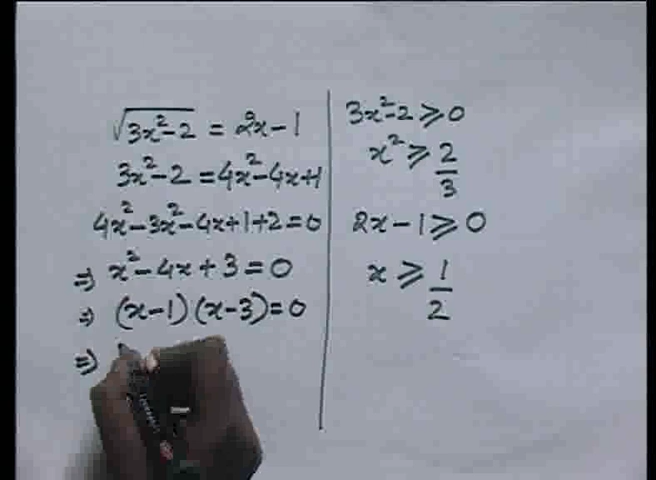 √3x²-2 = 2x-1
3x²-2 = 4x²-4x+1
4x²-3x²-4x+1+2=0
⇒ x²-4x+3=0
⇒ (x-1)(x-3)=0
⇒
3x²-2 ⩾ 0
x² ⩾ 2/3
2x-1 ⩾ 0
x ⩾ 1/2